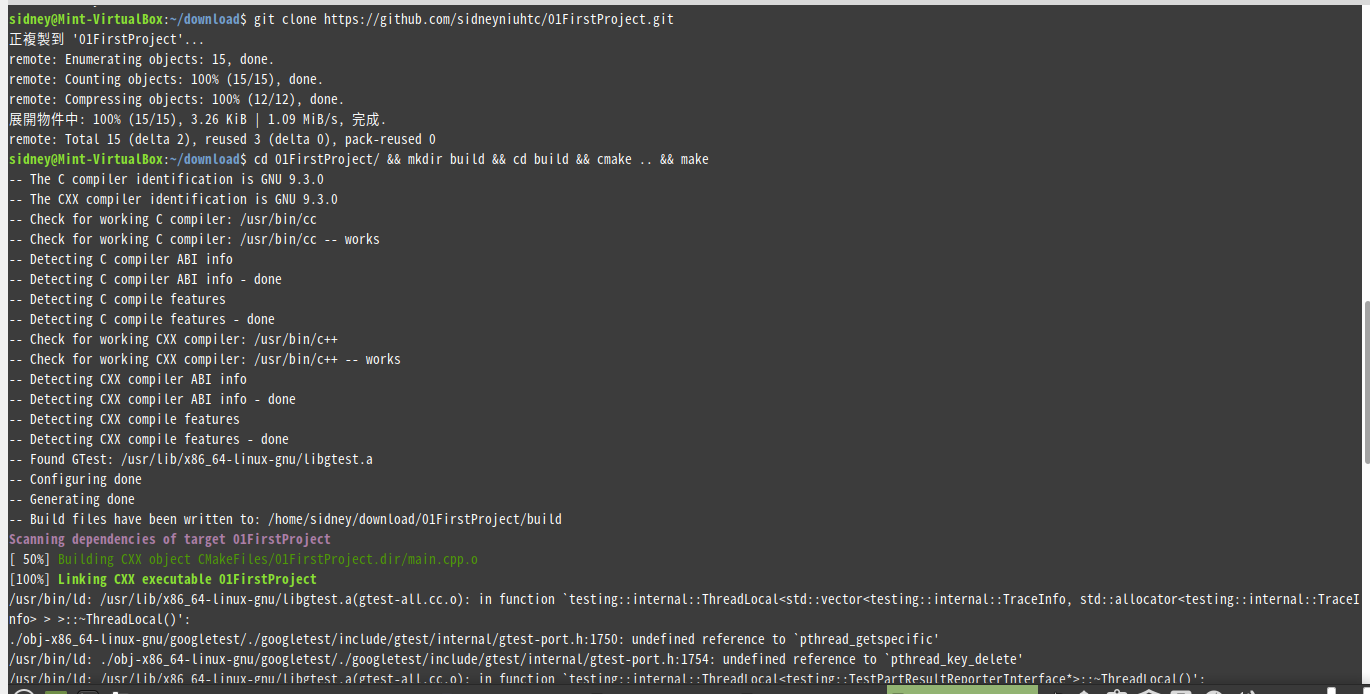 sidney@Mint-VirtualBox:~/download$ git clone https://github.com/sidneyniuhtc/01FirstProject.git
正複製到 '01FirstProject'...
remote: Enumerating objects: 15, done.
remote: Counting objects: 100% (15/15), done.
remote: Compressing objects: 100% (12/12), done.
展開物件中: 100% (15/15), 3.26 KiB | 1.09 MiB/s, 完成.
remote: Total 15 (delta 2), reused 3 (delta 0), pack-reused 0
sidney@Mint-VirtualBox:~/download$ cd 01FirstProject/ && mkdir build && cd build && cmake .. && make
-- The C compiler identification is GNU 9.3.0
-- The CXX compiler identification is GNU 9.3.0
-- Check for working C compiler: /usr/bin/cc
-- Check for working C compiler: /usr/bin/cc -- works
-- Detecting C compiler ABI info
-- Detecting C compiler ABI info - done
-- Detecting C compile features
-- Detecting C compile features - done
-- Check for working CXX compiler: /usr/bin/c++
-- Check for working CXX compiler: /usr/bin/c++ -- works
-- Detecting CXX compiler ABI info
-- Detecting CXX compiler ABI info - done
-- Detecting CXX compile features
-- Detecting CXX compile features - done
-- Found GTest: /usr/lib/x86_64-linux-gnu/libgtest.a
-- Configuring done
-- Generating done
-- Build files have been written to: /home/sidney/download/01FirstProject/build
Scanning dependencies of target 01FirstProject
[ 50%] Building CXX object CMakeFiles/01FirstProject.dir/main.cpp.o
[100%] Linking CXX executable 01FirstProject
/usr/bin/ld: /usr/lib/x86_64-linux-gnu/libgtest.a(gtest-all.cc.o): in function `testing::internal::ThreadLocal<std::vector<testing::internal::TraceInfo, std::allocator<testing::internal::TraceI
nfo> > >::~ThreadLocal()':
./obj-x86_64-linux-gnu/googletest/./googletest/include/gtest/internal/gtest-port.h:1750: undefined reference to `pthread_getspecific'
/usr/bin/ld: ./obj-x86_64-linux-gnu/googletest/./googletest/include/gtest/internal/gtest-port.h:1754: undefined reference to `pthread_key_delete'
/usr/bin/ld: /usr/lib/x86_64-linux-gnu/libgtest.a(gtest-all.cc.o): in function `testing::internal::ThreadLocal<testing::TestPartResultReporterInterface*>::~ThreadLocal()':